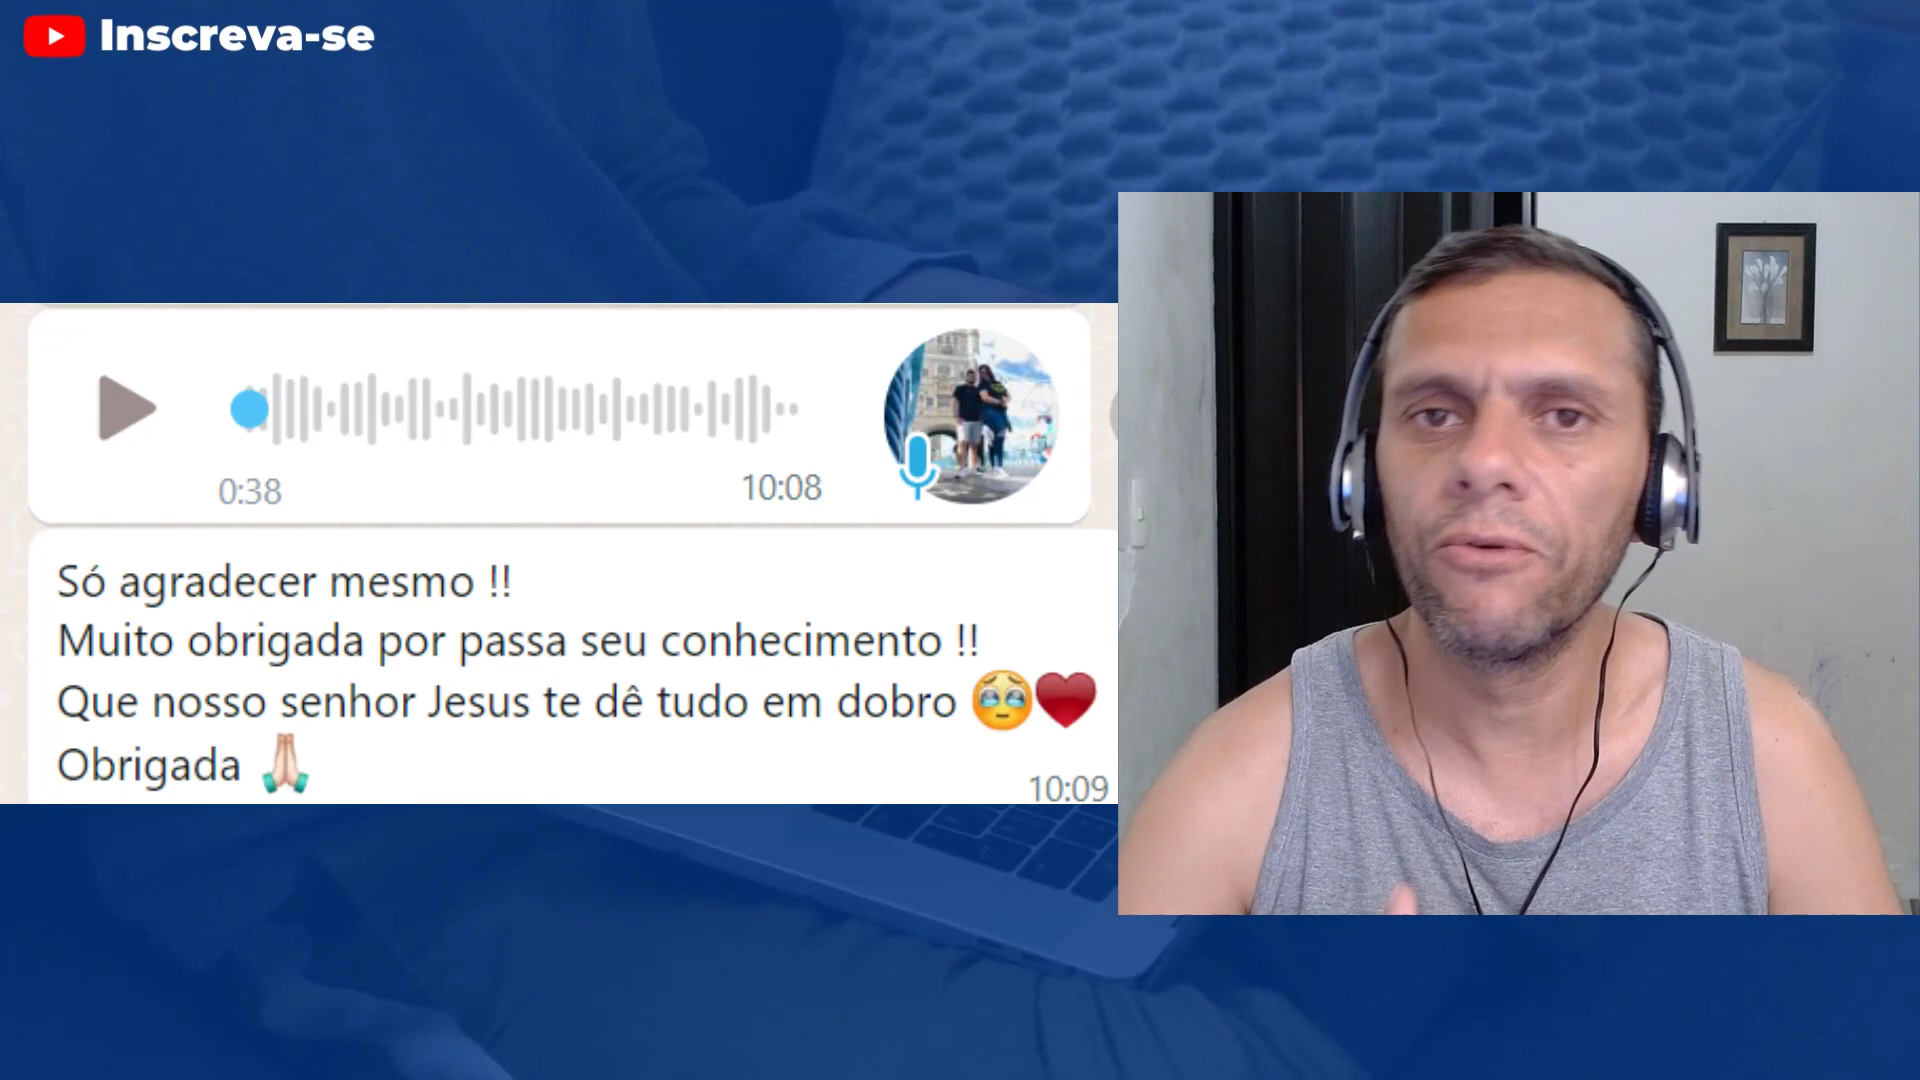 Inscreva-se
0:38
10:08
Só agradecer mesmo !!
Muito obrigada por passa seu conhecimento !!
Que nosso senhor Jesus te dê tudo em dobro 🥹❤️
Obrigada 🙏🏻
10:09